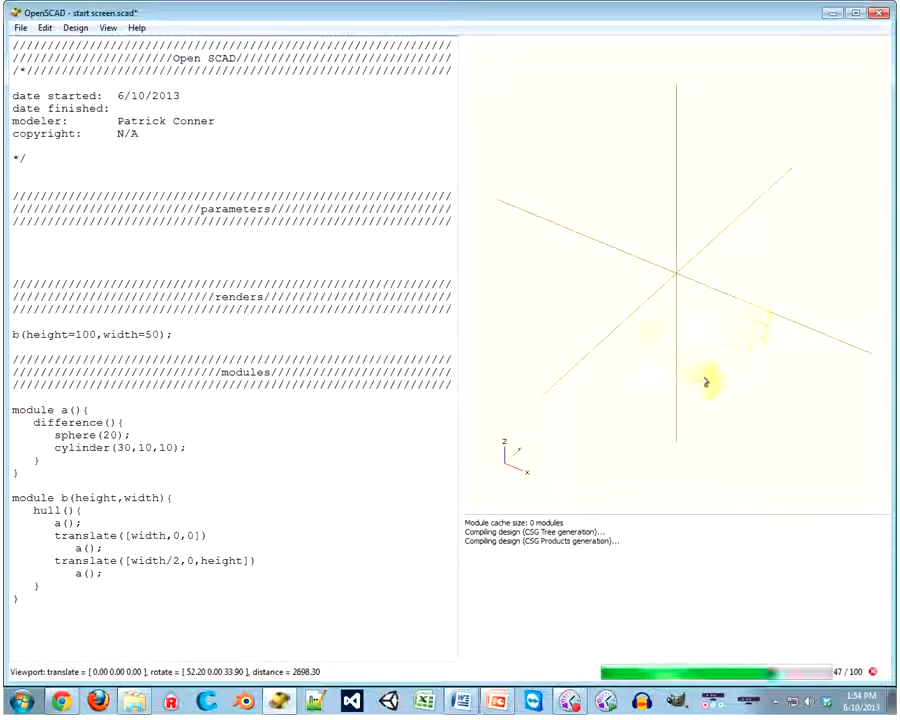 OpenSCAD - start screen.scad*
File Edit Design View Help
///////////////////////////////////////////////////////////////
///////////////////////Open SCAD///////////////////////////////
/*/////////////////////////////////////////////////////////////
date started: 6/10/2013
date finished:
modeler: Patrick Conner
copyright: N/A
*/
///////////////////////////////////////////////////////////////
///////////////////////////parameters//////////////////////////
///////////////////////////////////////////////////////////////
///////////////////////////////////////////////////////////////
/////////////////////////////renders///////////////////////////
///////////////////////////////////////////////////////////////
b(height=100,width=50);
///////////////////////////////////////////////////////////////
//////////////////////////////modules//////////////////////////
///////////////////////////////////////////////////////////////
module a(){
difference(){
sphere(20);
cylinder(30,10,10);
}
}
module b(height,width){
hull(){
a();
translate([width,0,0])
a();
translate([width/2,0,height])
a();
}
}
z
x
Module cache size: 0 modules
Compiling design (CSG Tree generation)...
Compiling design (CSG Products generation)...
Viewport: translate = [ 0.00 0.00 0.00 ], rotate = [ 52.20 0.00 33.90 ], distance = 2698.30
47 / 100
1:54 PM
6/10/2013